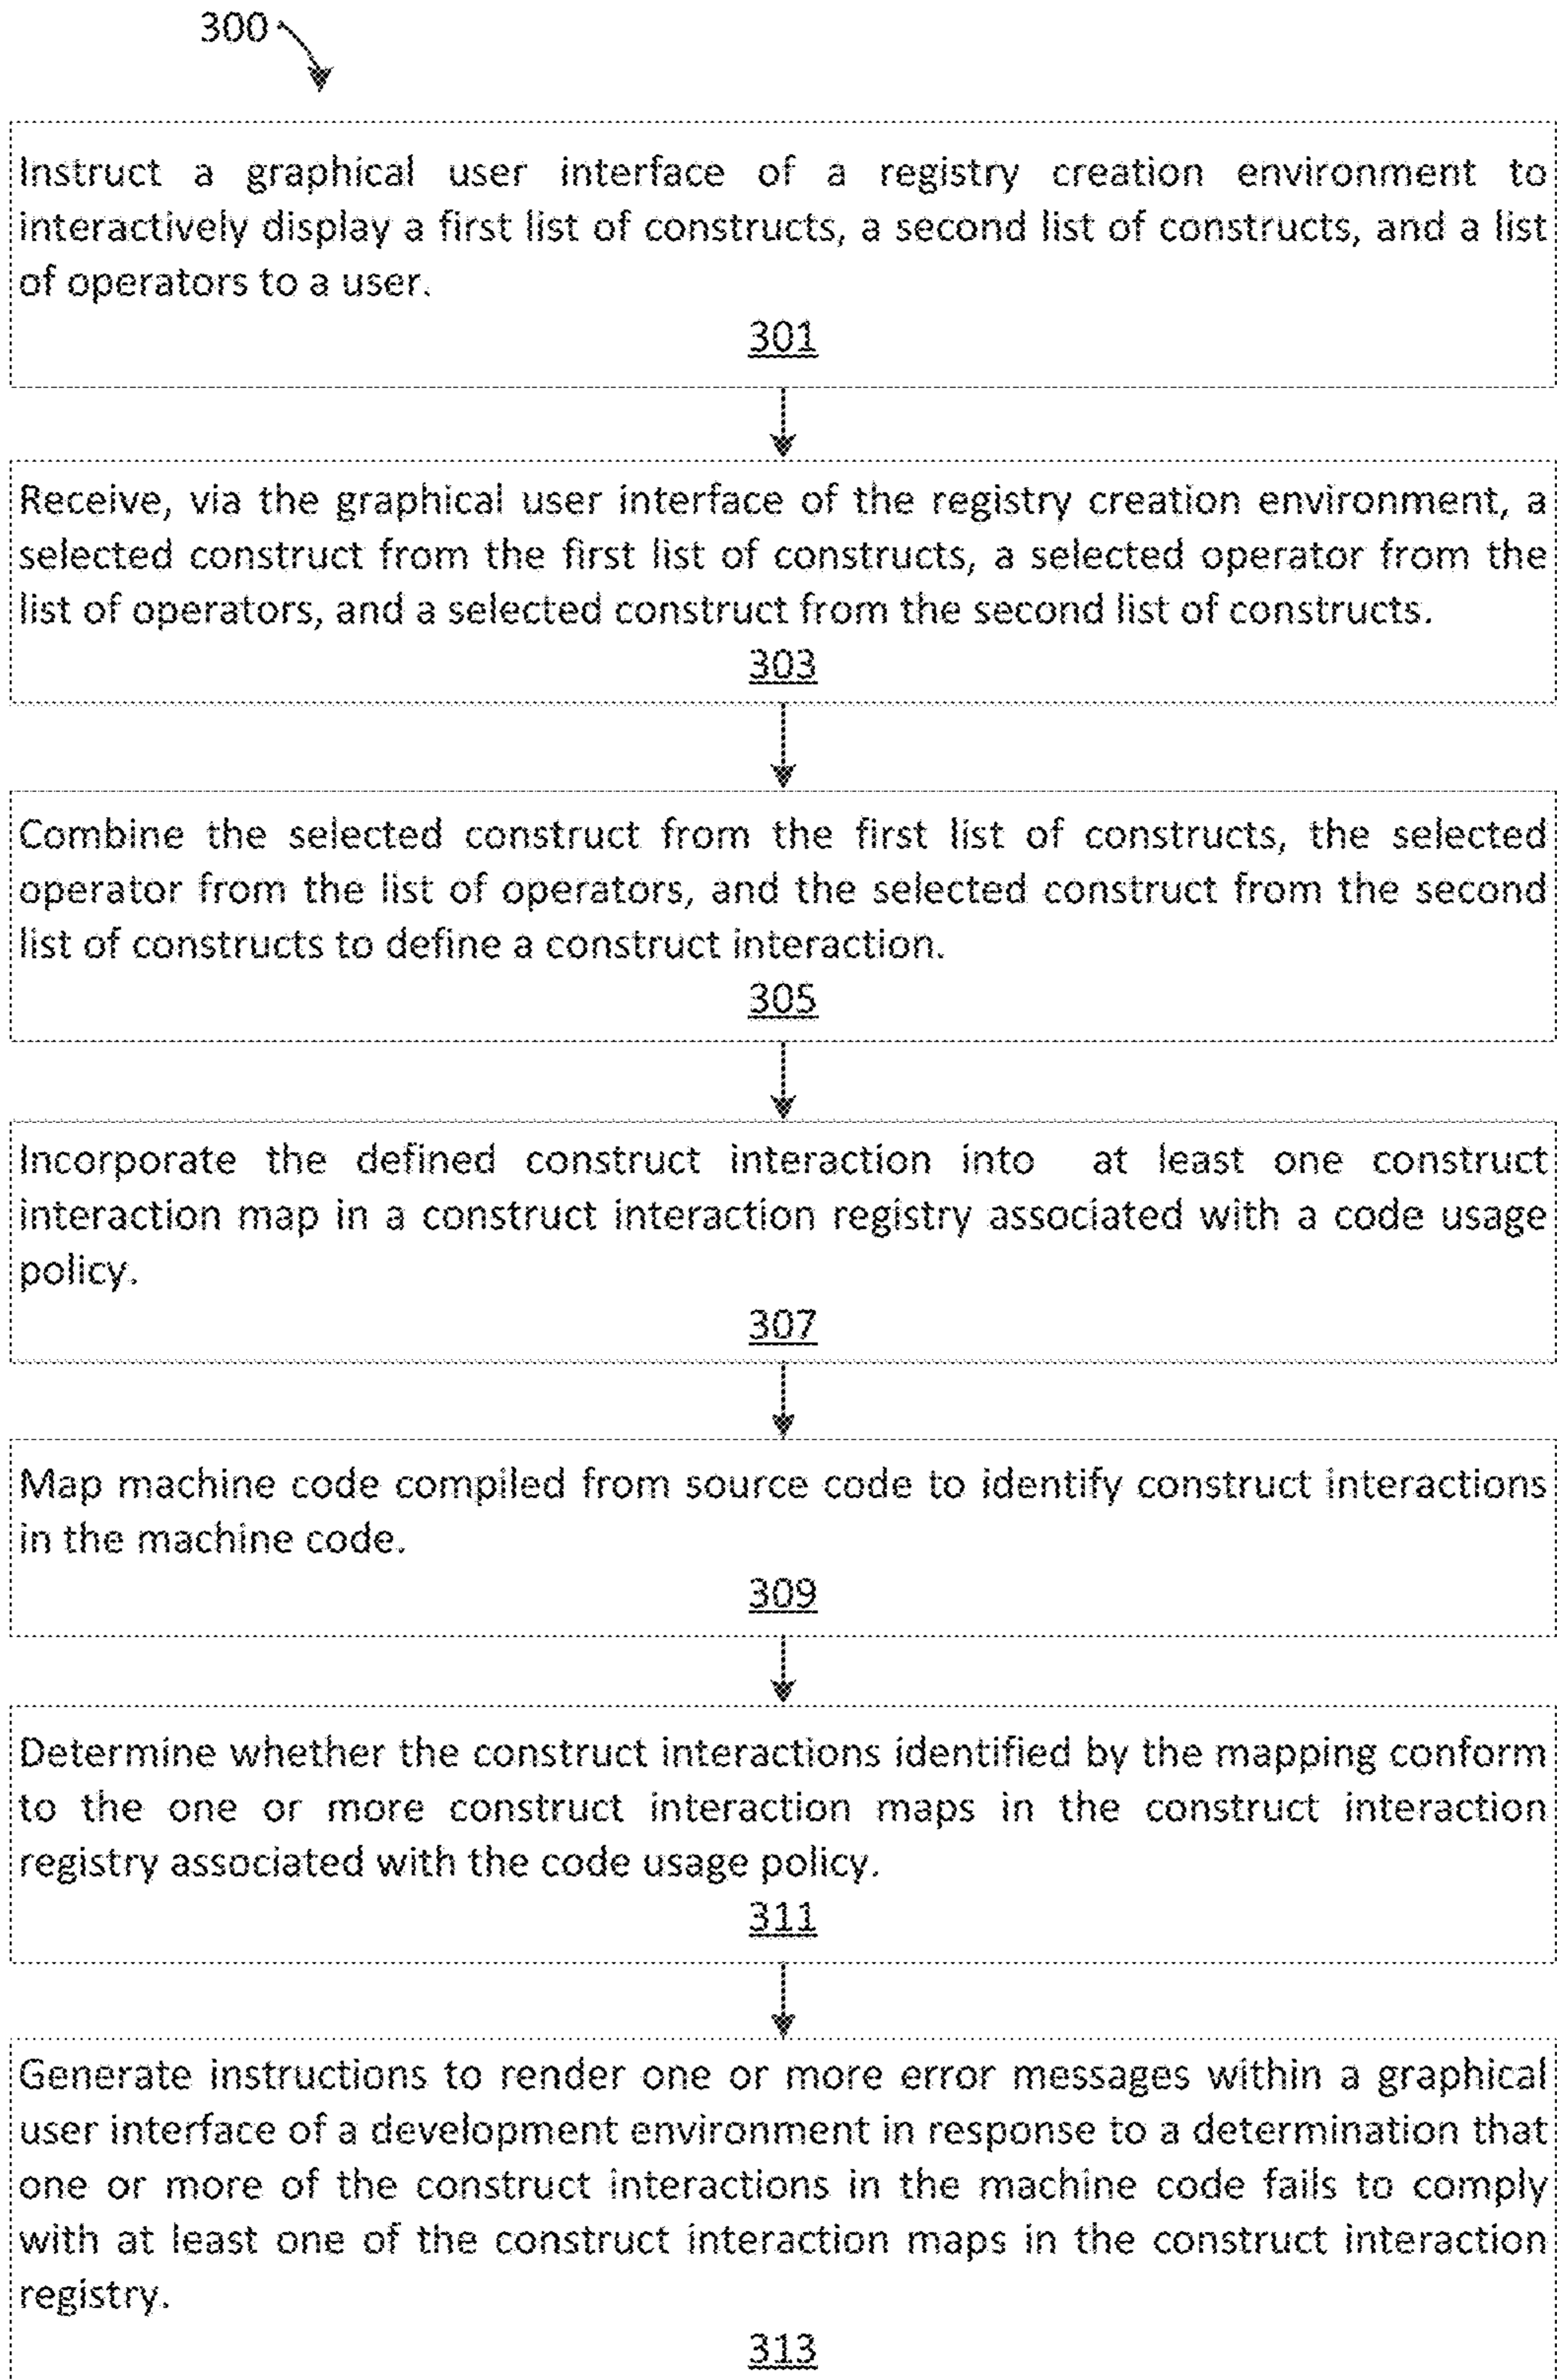 300
Instruct a graphical user interface of a registry creation environment to
interactively display a first list of constructs, a second list of constructs, and a list
of operators to a user.
301
Receive, via the graphical user interface of the registry creation environment, a
selected construct from the first list of constructs, a selected operator from the
list of operators, and a selected construct from the second list of constructs.
303
Combine the selected construct from the first list of constructs, the selected
operator from the list of operators, and the selected construct from the second
list of constructs to define a construct interaction.
305
Incorporate the defined construct interaction into at least one construct
interaction map in a construct interaction registry associated with a code usage
policy.
307
Map machine code compiled from source code to identify construct interactions
in the machine code.
309
Determine whether the construct interactions identified by the mapping conform
to the one or more construct interaction maps in the construct interaction
registry associated with the code usage policy.
311
Generate instructions to render one or more error messages within a graphical
user interface of a development environment in response to a determination that
one or more of the construct interactions in the machine code fails to comply
with at least one of the construct interaction maps in the construct interaction
registry.
313